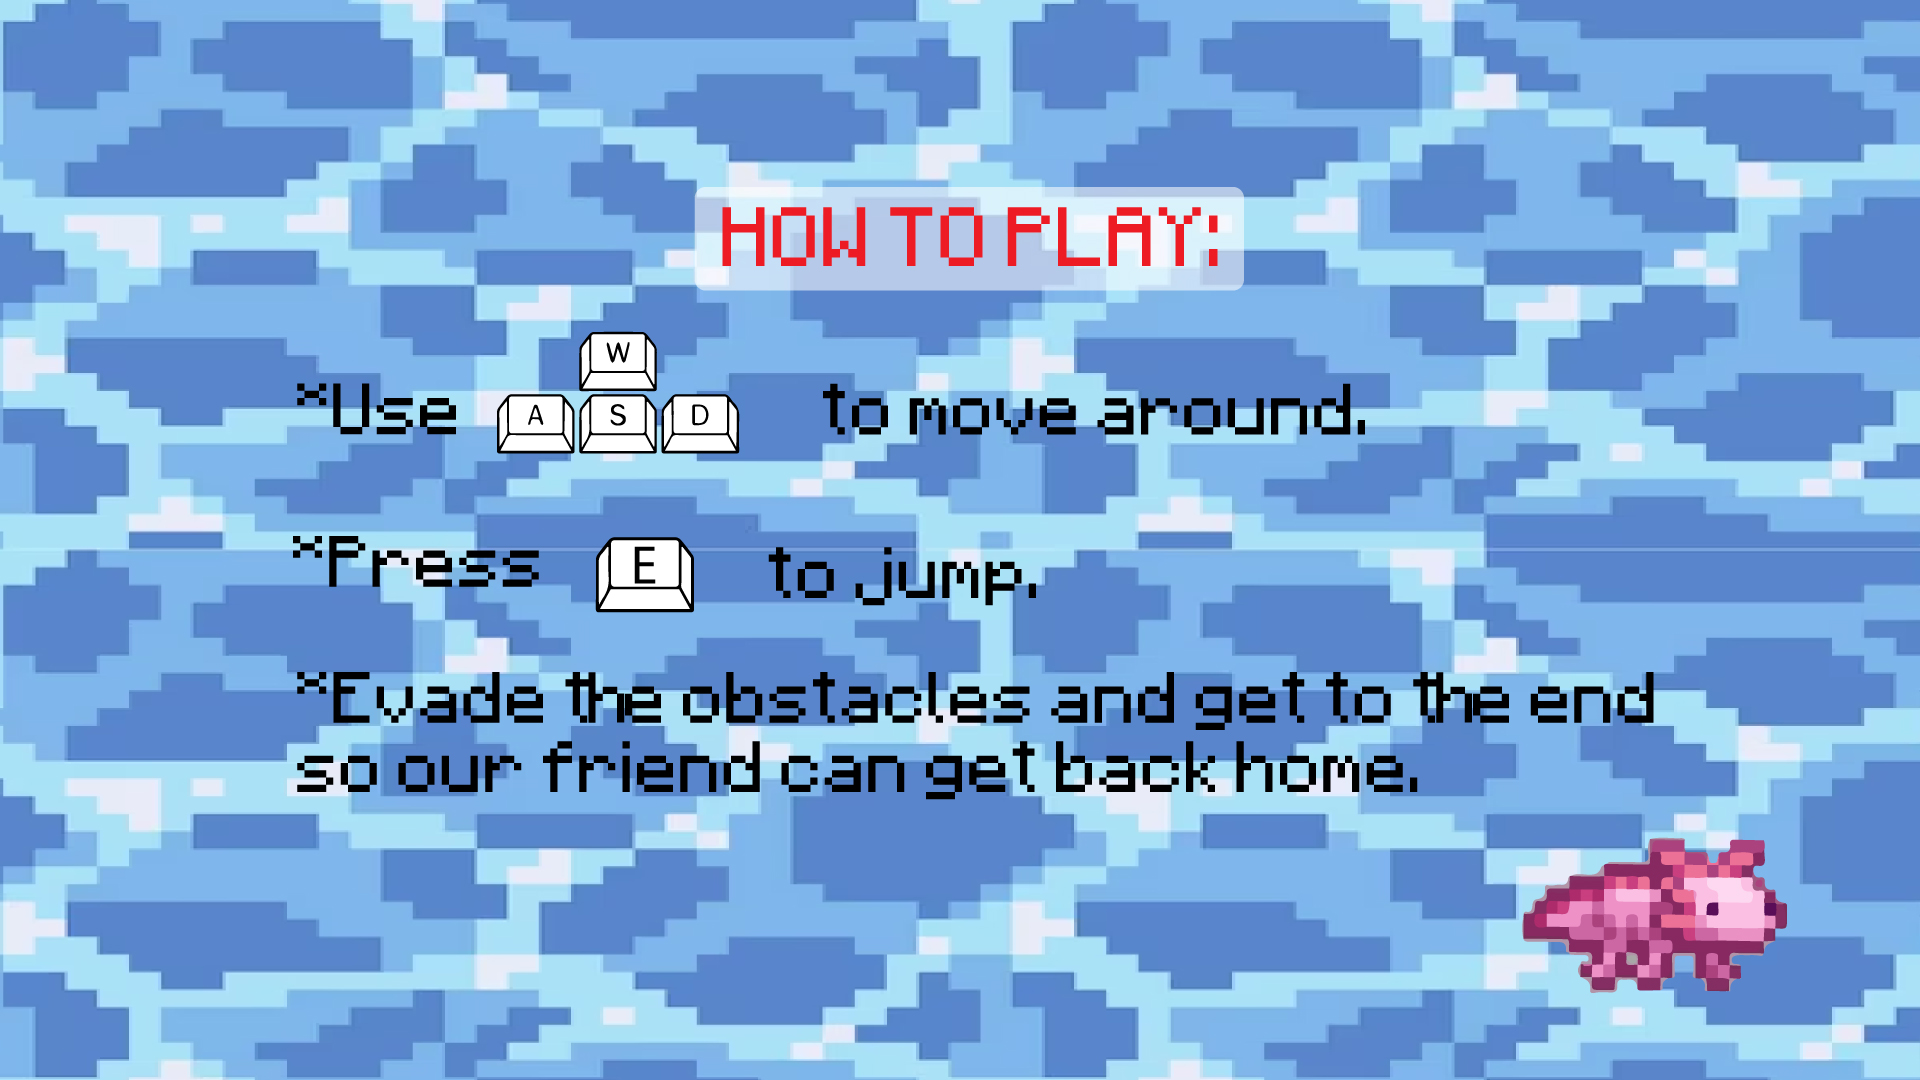 HOW TO PLAY:
*Use W A S D to move around.
*Press E to jump.
*Evade the obstacles and get to the end
so our friend can get back home.